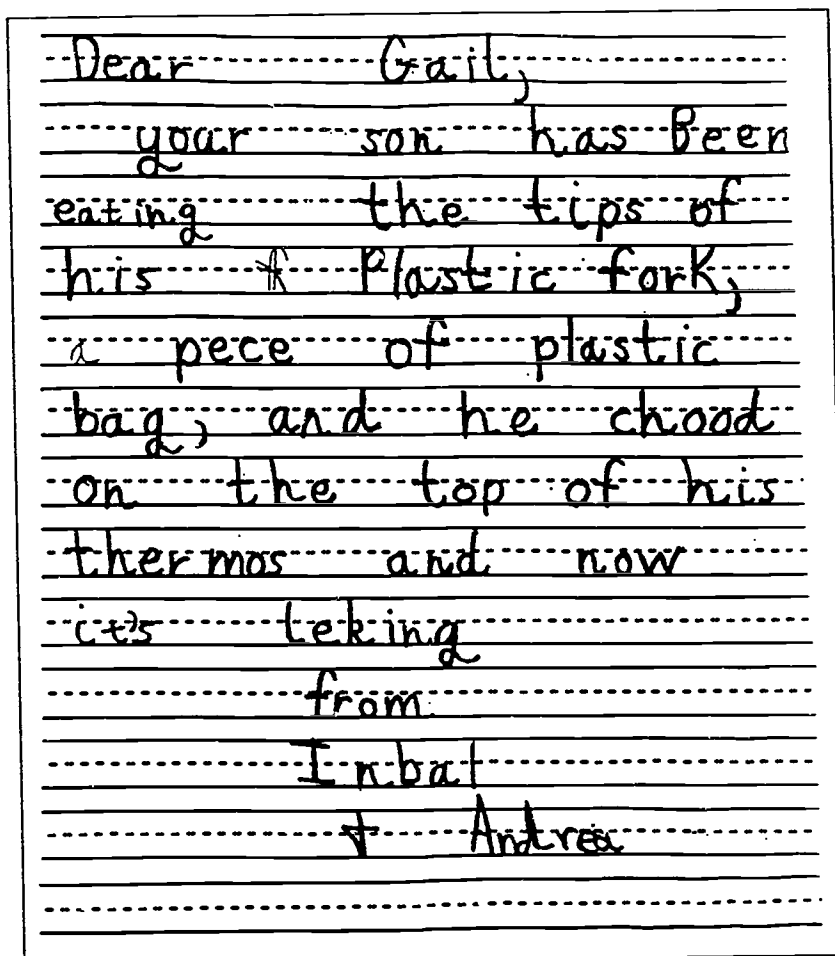 Dear Gail,
your son has Been
eating the tips of
his Plastic fork,
a pece of plastic
bag, and he chood
on the top of his
thermos and now
it's leking
from
Inbal
+ Andrea